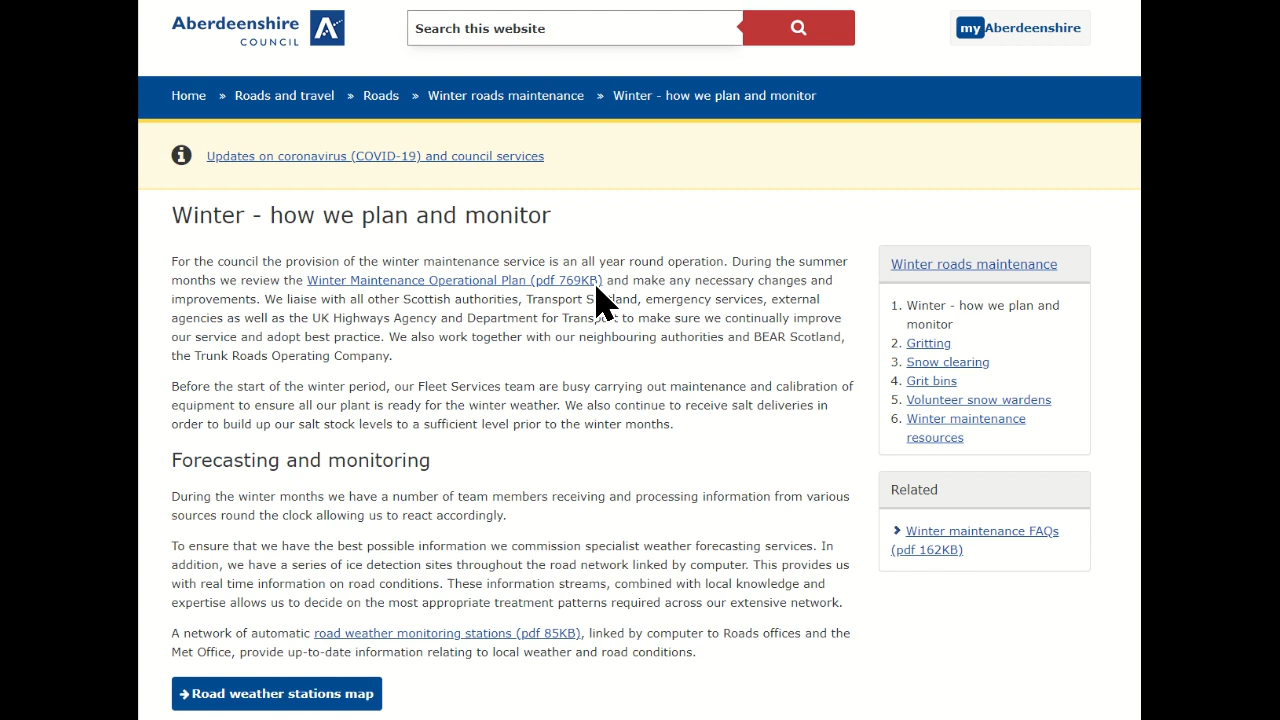 Aberdeenshire
COUNCIL
Search this website
myAberdeenshire
Home » Roads and travel » Roads » Winter roads maintenance » Winter - how we plan and monitor
Updates on coronavirus (COVID-19) and council services
Winter - how we plan and monitor
For the council the provision of the winter maintenance service is an all year round operation. During the summer
months we review the Winter Maintenance Operational Plan (pdf 769KB) and make any necessary changes and
improvements. We liaise with all other Scottish authorities, Transport Scotland, emergency services, external
agencies as well as the UK Highways Agency and Department for Transport to make sure we continually improve
our service and adopt best practice. We also work together with our neighbouring authorities and BEAR Scotland,
the Trunk Roads Operating Company.
Before the start of the winter period, our Fleet Services team are busy carrying out maintenance and calibration of
equipment to ensure all our plant is ready for the winter weather. We also continue to receive salt deliveries in
order to build up our salt stock levels to a sufficient level prior to the winter months.
Forecasting and monitoring
During the winter months we have a number of team members receiving and processing information from various
sources round the clock allowing us to react accordingly.
To ensure that we have the best possible information we commission specialist weather forecasting services. In
addition, we have a series of ice detection sites throughout the road network linked by computer. This provides us
with real time information on road conditions. These information streams, combined with local knowledge and
expertise allows us to decide on the most appropriate treatment patterns required across our extensive network.
A network of automatic road weather monitoring stations (pdf 85KB), linked by computer to Roads offices and the
Met Office, provide up-to-date information relating to local weather and road conditions.
Road weather stations map
Winter roads maintenance
1. Winter - how we plan and
monitor
2. Gritting
3. Snow clearing
4. Grit bins
5. Volunteer snow wardens
6. Winter maintenance
resources
Related
Winter maintenance FAQs
(pdf 162KB)